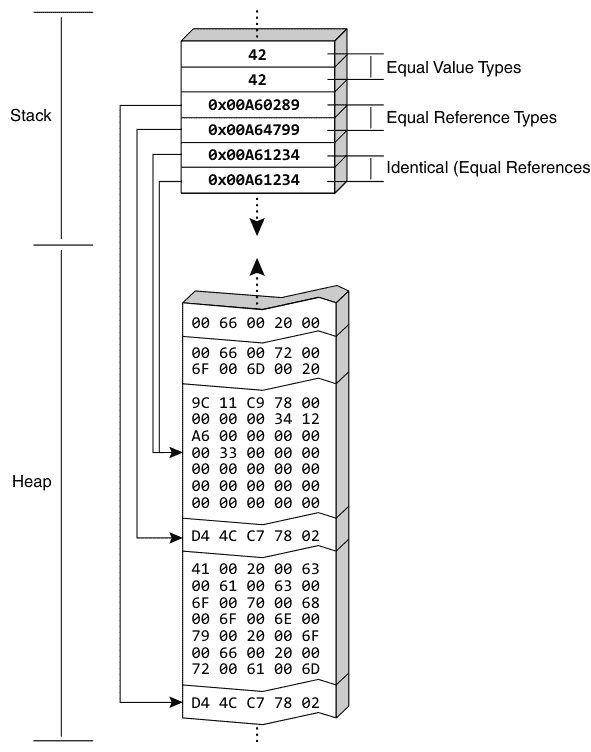 42
Equal Value Types
42
Stack
0x00A60289
Equal Reference Types
0x00A64799
0x00A61234
Identical (Equal References
0x00A61234
00 66 00 20 00
00 66 00 72 00
6F 00 6D 00 20
9C 11 C9 78 00
00 00 00 34 12
A6 00 00 00 00
00 33 00 00 00
00 00 00 00 00
00 00 00 00 00
00 00 00 00 00
Heap
D4 4C C7 78 02
41 00 20 00 63
00 61 00 63 00
6F 00 70 00 68
00 6F 00 6E 00
79 00 20 00 6F
00 66 00 20 00
72 00 61 00 6D
D4 4C C7 78 02